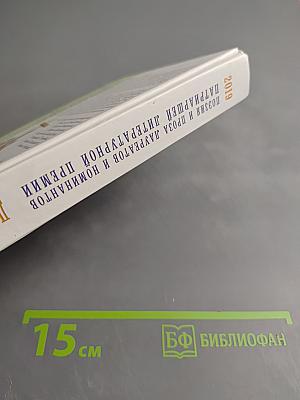 ПОЭЗИЯ И ПРОЗА ЛАУРЕАТОВ И НОМИНАНТОВ
ПАТРИАРШЕЙ ЛИТЕРАТУРНОЙ ПРЕМИИ
2019
15 см
БФ БИБЛИОФАН